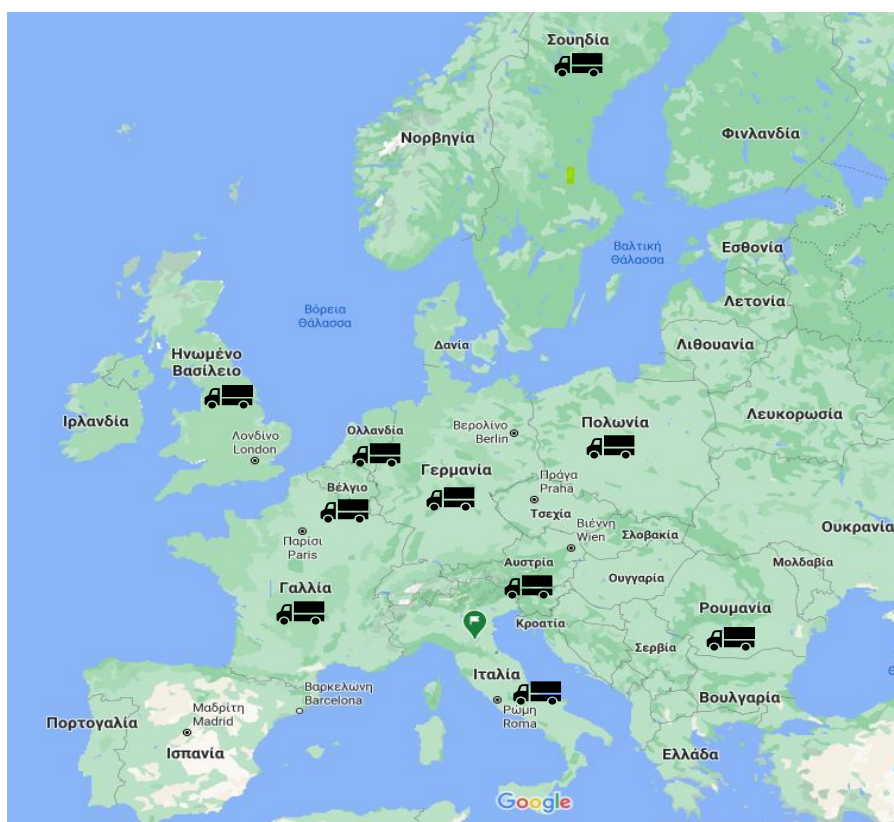 Σουηδία
Νορβηγία
Φινλανδία
Βαλτική
Θάλασσα
Εσθονία
Λετονία
Βόρεια
Θάλασσα
Δανία
Λιθουανία
Ηνωμένο
Βασίλειο
Ιρλανδία
Λονδίνο
London
Ολλανδία
Βερολίνο
Berlin
Πολωνία
Λευκορωσία
Γερμανία
Βέλγιο
Πράγα
Praha
Τσεχία
Παρίσι
Paris
Βιέννη
Wien
Σλοβακία
Ουκρανία
Μολδαβία
Αυστρία
Ουγγαρία
Γαλλία
Κροατία
Ρουμανία
Σερβία
Ιταλία
Ρώμη
Roma
Βουλγαρία
Βαρκελώνη
Barcelona
Μαδρίτη
Madrid
Πορτογαλία
Ισπανία
Ελλάδα
Google